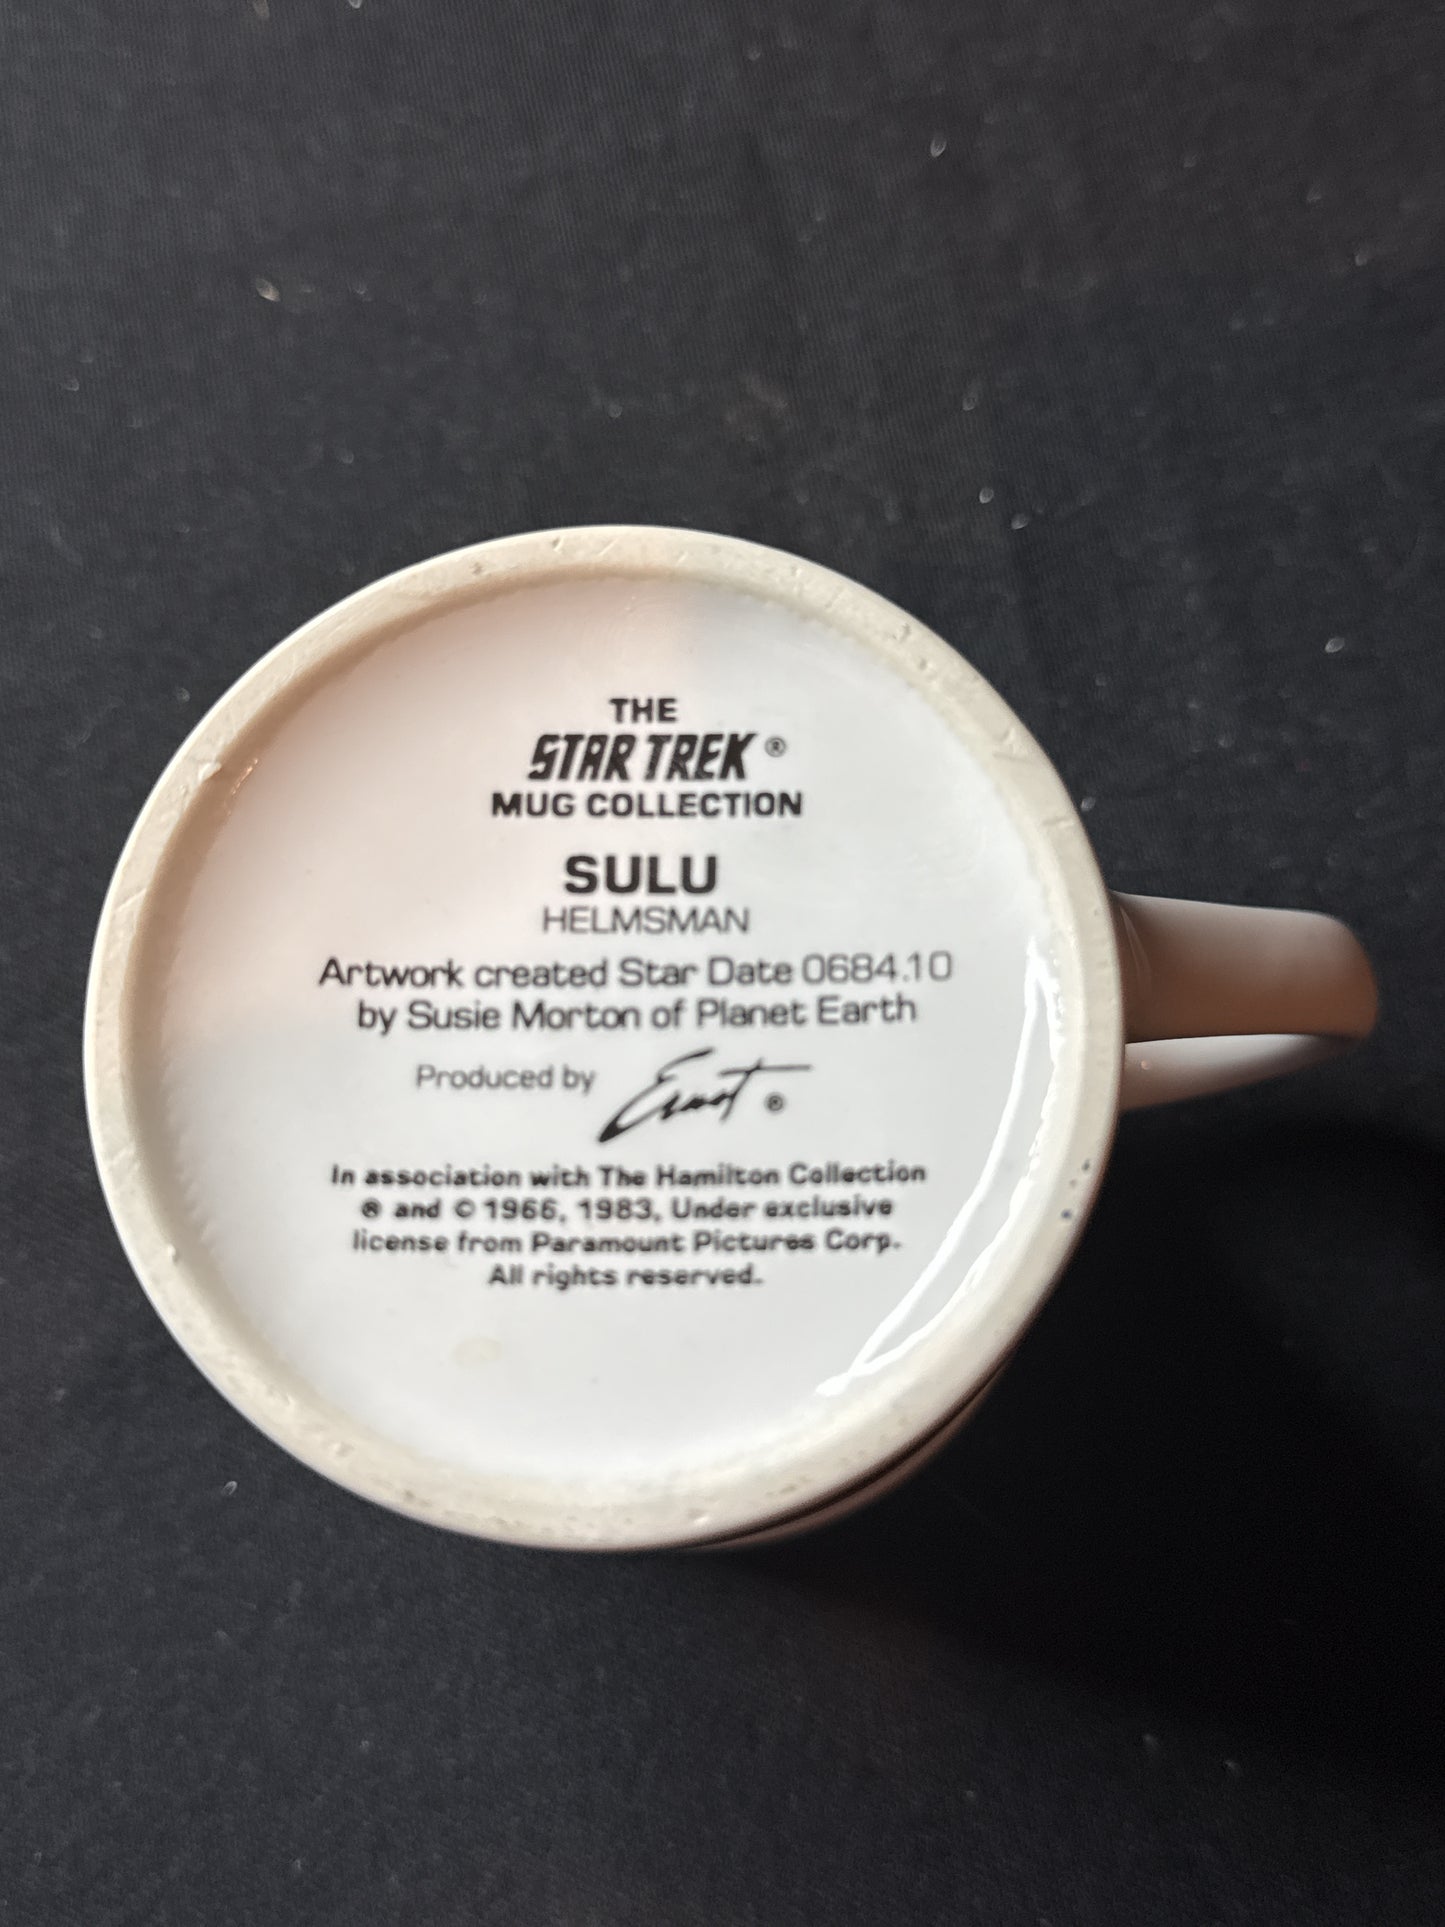 THE
STAR TREK ®
MUG COLLECTION
SULU
HELMSMAN
Artwork created Star Date 0684.10
by Susie Morton of Planet Earth
Produced by Ernst ®
In association with The Hamilton Collection
® and © 1966, 1983, Under exclusive
license from Paramount Pictures Corp.
All rights reserved.